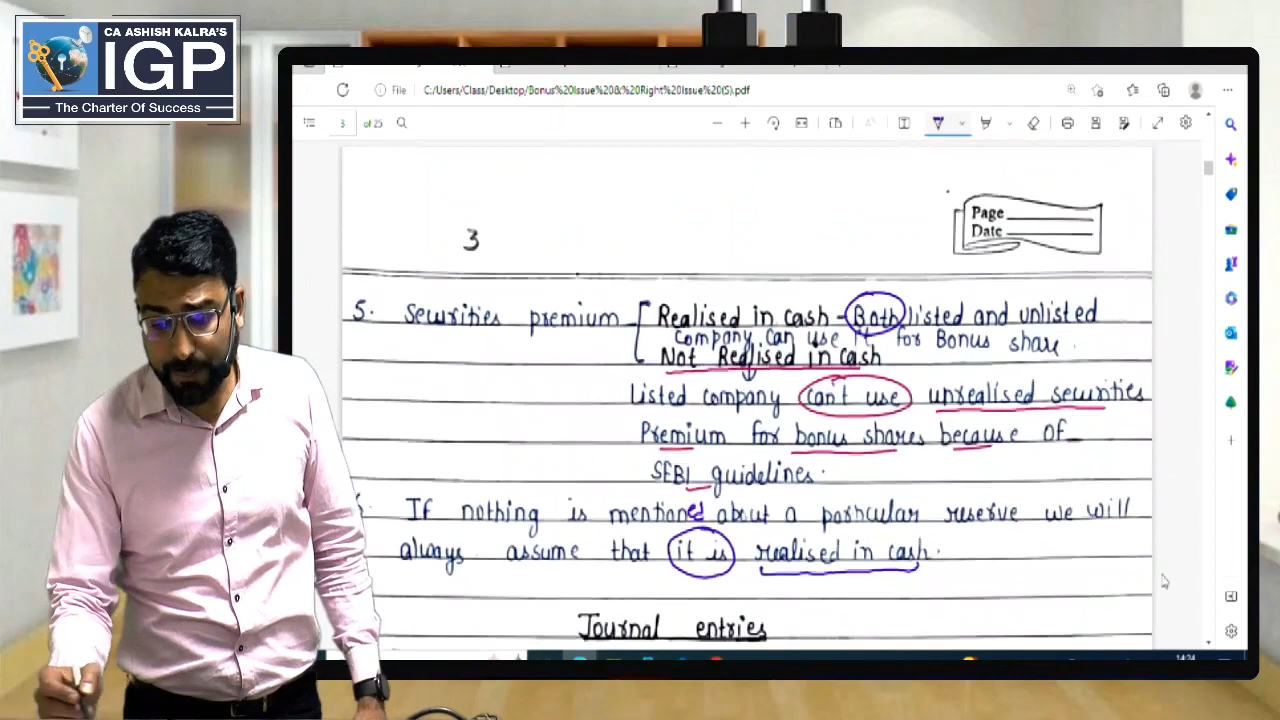 CA ASHISH KALRA'S
IGP
The Charter Of Success
File C:/Users/Class/Desktop/Bonus%20Issue%20&%20Right%20Issue%20(S).pdf
3 of 25
Page
Date
3
5. Securities premium Realised in cash - Both listed and unlisted
company can use it for Bonus share.
Not Realised in cash
listed company can't use unrealised securities
Premium for bonus shares because of
SEBI guidelines.
If nothing is mentioned about a particular reserve we will
always assume that it is realised in cash.
Journal entries
14:24